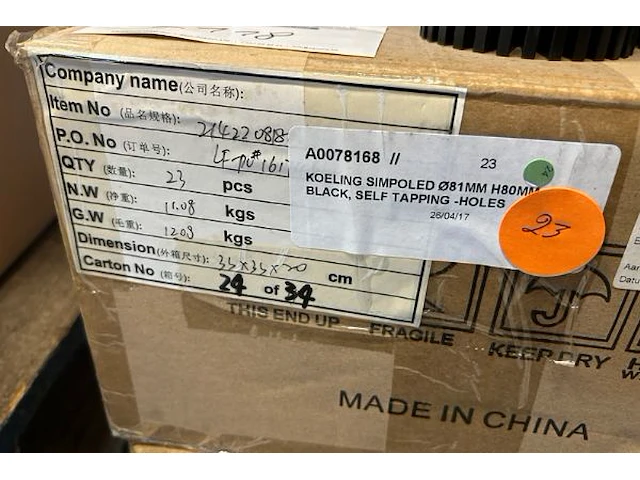 Company name(公司名称):
Item No (品名规格):
P.O. No (订单号):
QTY (数量): 23 pcs
N.W (净重): 11.08 kgs
G.W (毛重): 1209 kgs
Dimension(外箱尺寸): 35x35x20 cm
Carton No (箱号): 24 of 34
A0078168 // 23
KOELING SIMPOLED Ø81MM H80MM
BLACK, SELF TAPPING -HOLES
26/04/17
23
THIS END UP FRAGILE KEEP DRY
MADE IN CHINA